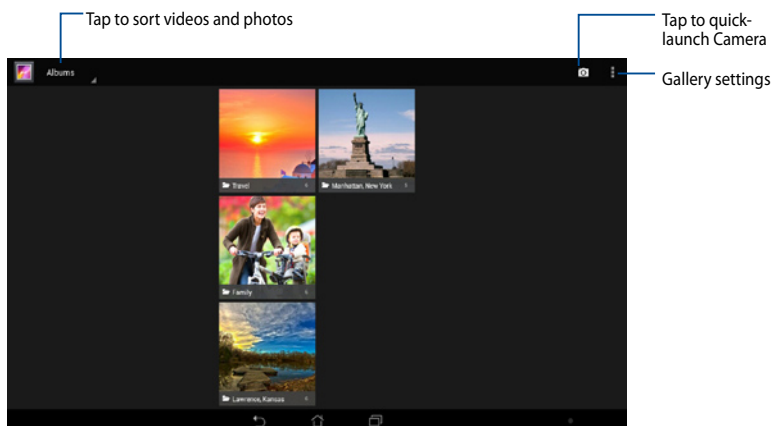 Tap to sort videos and photos
Tap to quick-
launch Camera
Albums
Gallery settings
Travel
Manhattan, New York
Family
Lawrence, Kansas